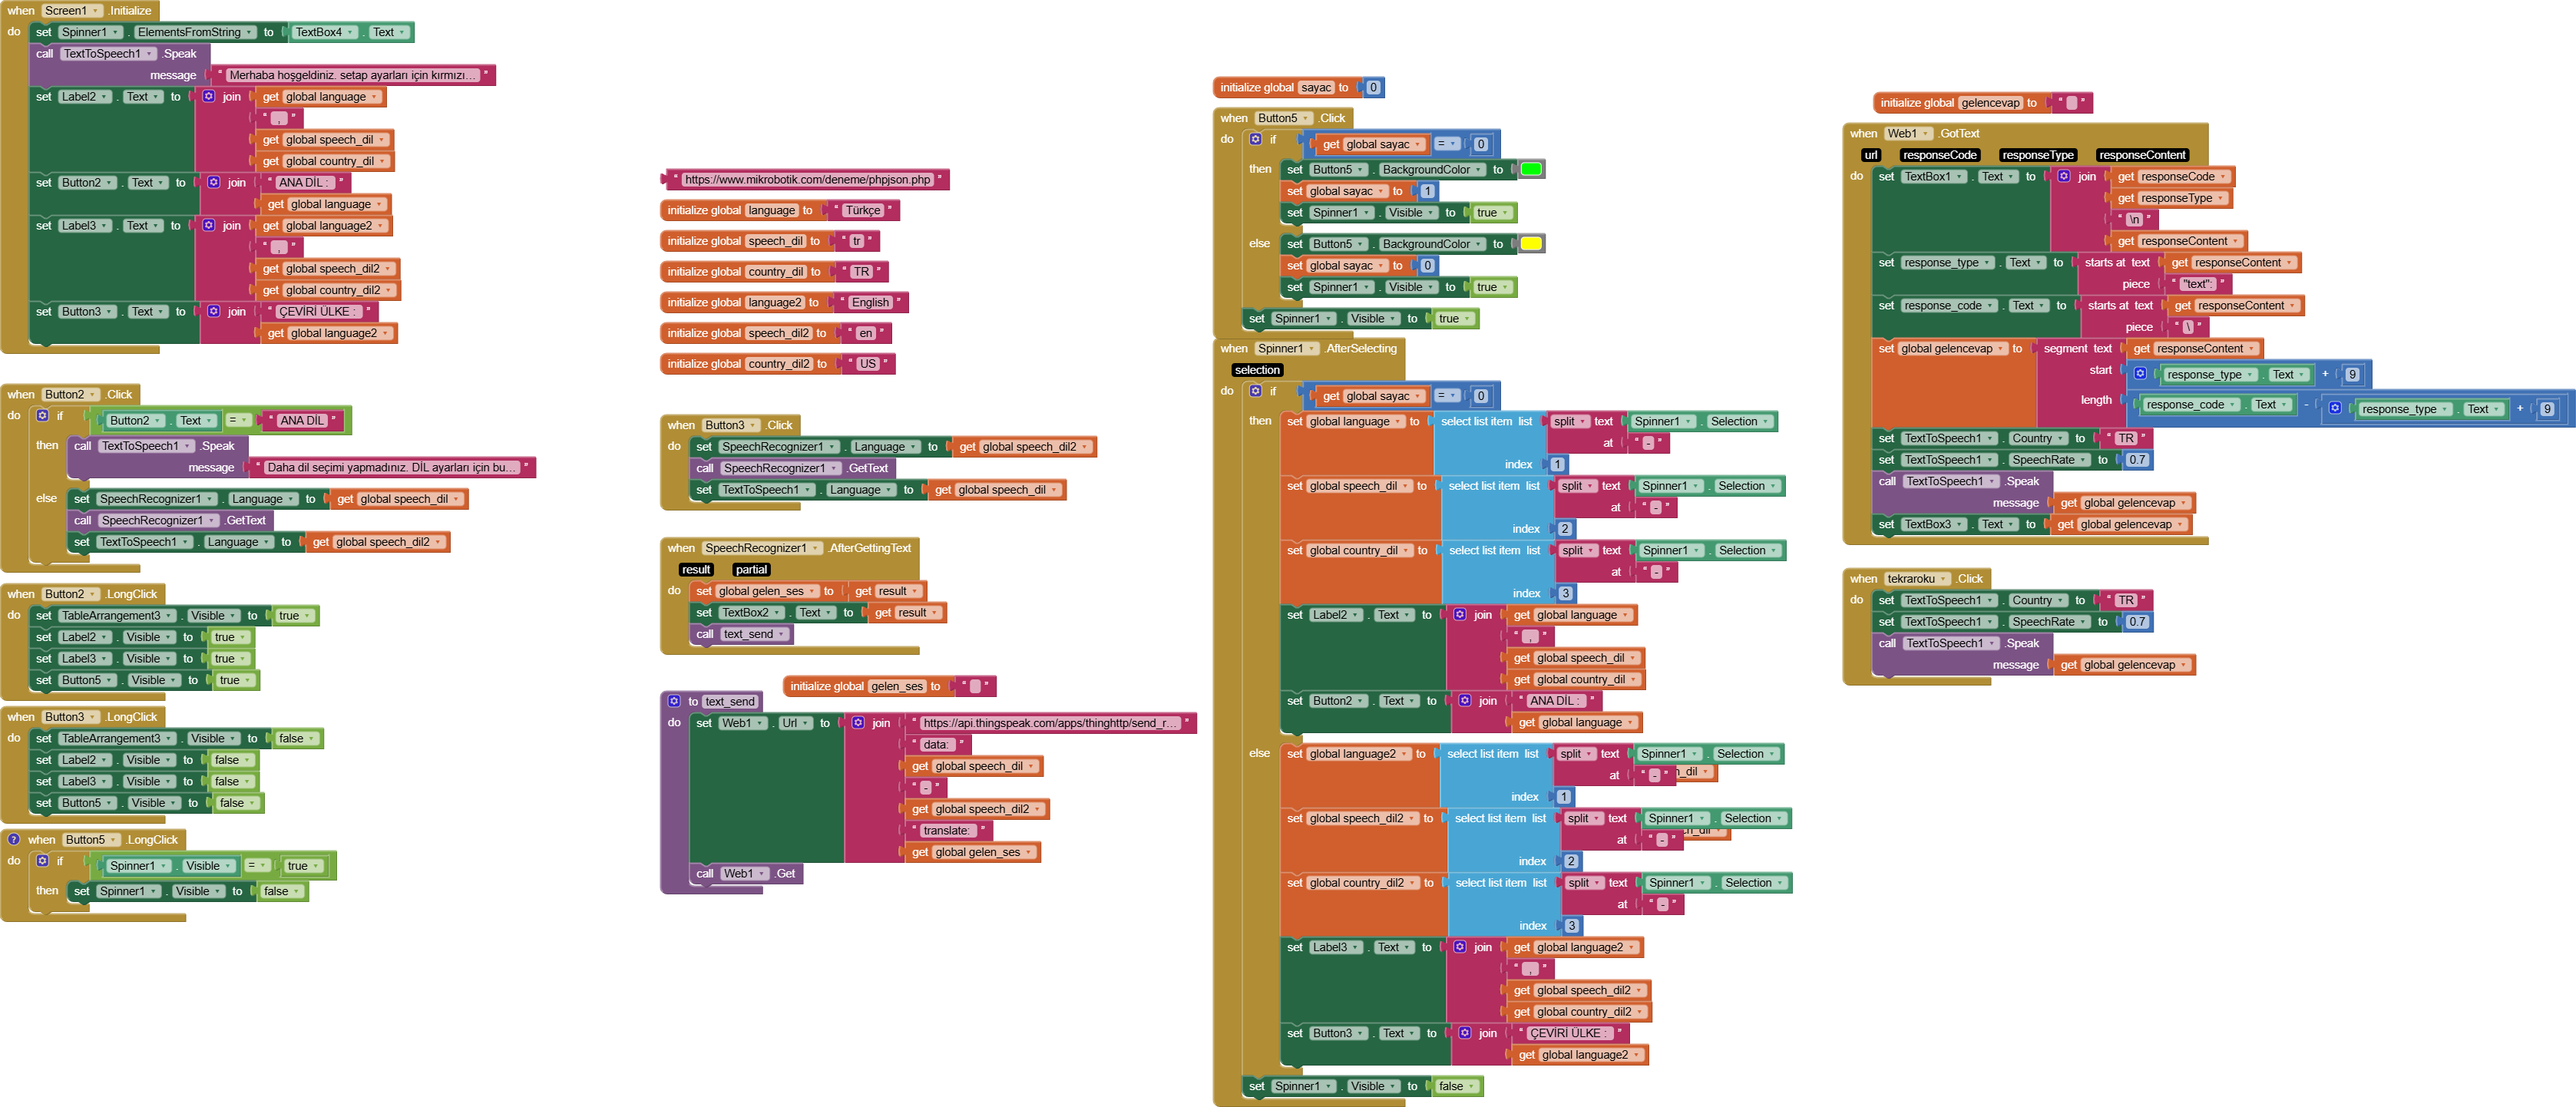 when Screen1 .Initialize
do set Spinner1 . ElementsFromString to TextBox4 . Text
call TextToSpeech1 .Speak
message " Merhaba hoşgeldiniz. setap ayarları için kırmızı... "
set Label2 . Text to join get global language
" , "
get global speech_dil
get global country_dil
set Button2 . Text to join " ANA DİL : "
get global language
set Label3 . Text to join get global language2
" , "
get global speech_dil2
get global country_dil2
set Button3 . Text to join " ÇEVİRİ ÜLKE : "
get global language2
when Button2 .Click
do if Button2 . Text = " ANA DİL "
then call TextToSpeech1 .Speak
message " Daha dil seçimi yapmadınız. DİL ayarları için bu... "
else set SpeechRecognizer1 . Language to get global speech_dil
call SpeechRecognizer1 .GetText
set TextToSpeech1 . Language to get global speech_dil2
when Button2 .LongClick
do set TableArrangement3 . Visible to true
set Label2 . Visible to true
set Label3 . Visible to true
set Button5 . Visible to true
when Button3 .LongClick
do set TableArrangement3 . Visible to false
set Label2 . Visible to false
set Label3 . Visible to false
set Button5 . Visible to false
? when Button5 .LongClick
do if Spinner1 . Visible = true
then set Spinner1 . Visible to false
" https://www.mikrobotik.com/deneme/phpjson.php "
initialize global language to " Türkçe "
initialize global speech_dil to " tr "
initialize global country_dil to " TR "
initialize global language2 to " English "
initialize global speech_dil2 to " en "
initialize global country_dil2 to " US "
when Button3 .Click
do set SpeechRecognizer1 . Language to get global speech_dil2
call SpeechRecognizer1 .GetText
set TextToSpeech1 . Language to get global speech_dil
when SpeechRecognizer1 .AfterGettingText
result partial
do set global gelen_ses to get result
set TextBox2 . Text to get result
call text_send
initialize global gelen_ses to " "
to text_send
do set Web1 . Url to join " https://api.thingspeak.com/apps/thinghttp/send_r... "
" data: "
get global speech_dil
" - "
get global speech_dil2
" translate: "
get global gelen_ses
call Web1 .Get
initialize global sayac to 0
when Button5 .Click
do if get global sayac = 0
then set Button5 . BackgroundColor to
set global sayac to 1
set Spinner1 . Visible to true
else set Button5 . BackgroundColor to
set global sayac to 0
set Spinner1 . Visible to true
set Spinner1 . Visible to true
when Spinner1 .AfterSelecting
selection
do if get global sayac = 0
then set global language to select list item list split text Spinner1 . Selection
at " - "
index 1
set global speech_dil to select list item list split text Spinner1 . Selection
at " - "
index 2
set global country_dil to select list item list split text Spinner1 . Selection
at " - "
index 3
set Label2 . Text to join get global language
" , "
get global speech_dil
get global country_dil
set Button2 . Text to join " ANA DİL : "
get global language
else set global language2 to select list item list split text Spinner1 . Selection
at " - "
index 1
set global speech_dil2 to select list item list split text Spinner1 . Selection
at " - "
index 2
set global country_dil2 to select list item list split text Spinner1 . Selection
at " - "
index 3
set Label3 . Text to join get global language2
" , "
get global speech_dil2
get global country_dil2
set Button3 . Text to join " ÇEVİRİ ÜLKE : "
get global language2
set Spinner1 . Visible to false
initialize global gelencevap to " "
when Web1 .GotText
url responseCode responseType responseContent
do set TextBox1 . Text to join get responseCode
get responseType
" \n "
get responseContent
set response_type . Text to starts at text get responseContent
piece " "text": "
set response_code . Text to starts at text get responseContent
piece " \ "
set global gelencevap to segment text get responseContent
start response_type . Text + 9
length response_code . Text - response_type . Text + 9
set TextToSpeech1 . Country to " TR "
set TextToSpeech1 . SpeechRate to 0.7
call TextToSpeech1 .Speak
message get global gelencevap
set TextBox3 . Text to get global gelencevap
when tekraroku .Click
do set TextToSpeech1 . Country to " TR "
set TextToSpeech1 . SpeechRate to 0.7
call TextToSpeech1 .Speak
message get global gelencevap